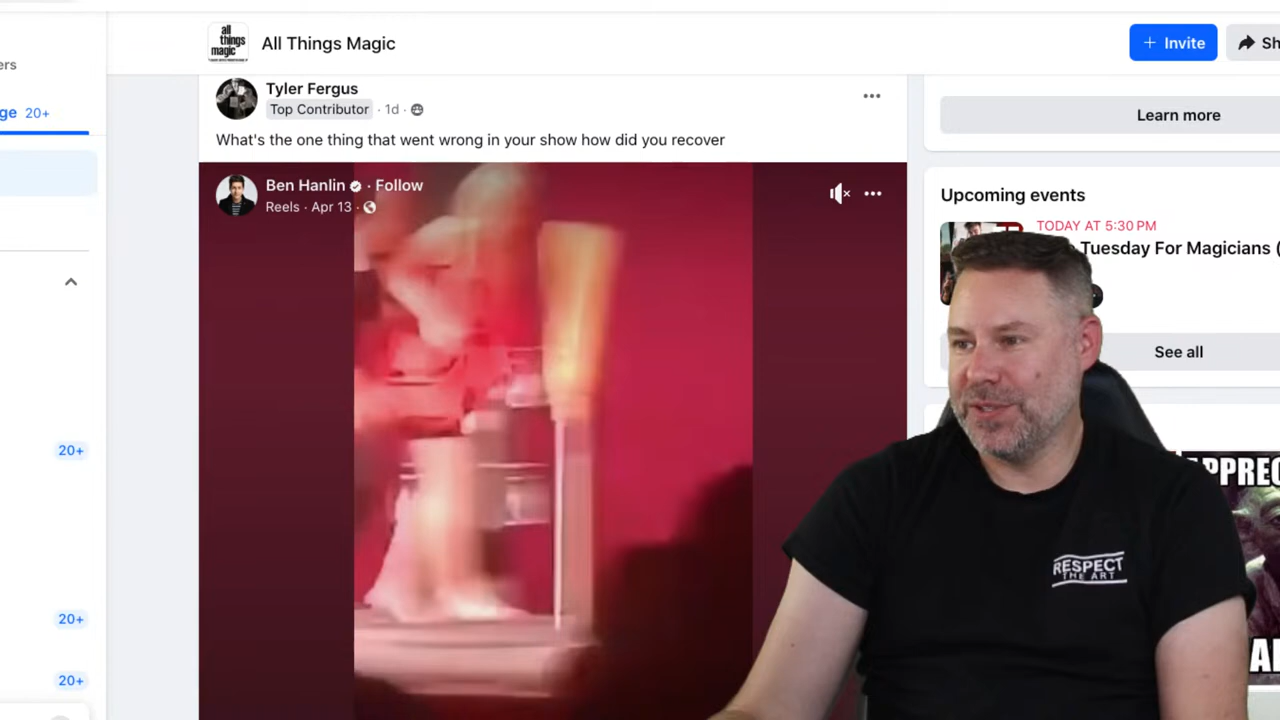 all
things
magic
All Things Magic
Invite
Sh
ers
ge 20+
Tyler Fergus
Top Contributor · 1d ·
What's the one thing that went wrong in your show how did you recover
Ben Hanlin · Follow
Reels · Apr 13 ·
Learn more
Upcoming events
TODAY AT 5:30 PM
Tuesday For Magicians (
See all
20+
20+
20+
RESPECT
THE ART